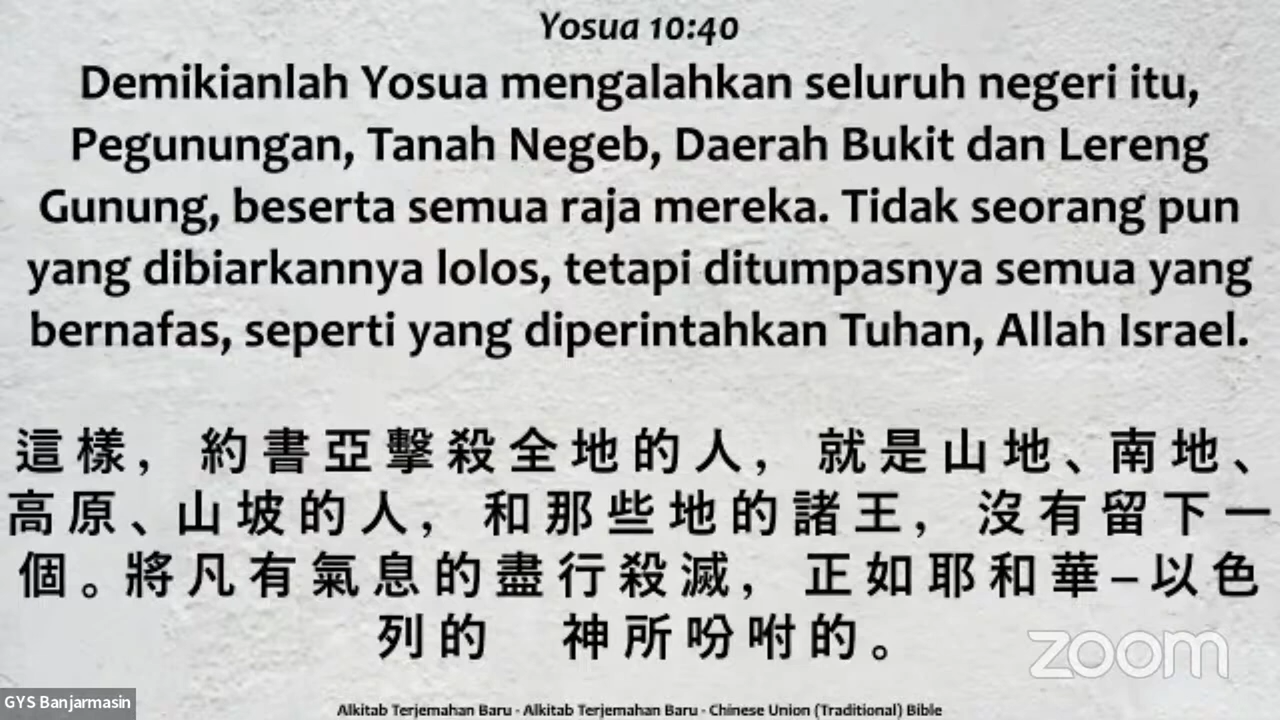 Yosua 10:40
Demikianlah Yosua mengalahkan seluruh negeri itu,
Pegunungan, Tanah Negeb, Daerah Bukit dan Lereng
Gunung, beserta semua raja mereka. Tidak seorang pun
yang dibiarkannya lolos, tetapi ditumpasnya semua yang
bernafas, seperti yang diperintahkan Tuhan, Allah Israel.
這樣，約書亞擊殺全地的人，就是山地、南地、
高原、山坡的人，和那些地的諸王，沒有留下一
個。將凡有氣息的盡行殺滅，正如耶和華─以色
列的　神所吩咐的。
zoom
GYS Banjarmasin
Alkitab Terjemahan Baru - Alkitab Terjemahan Baru - Chinese Union (Traditional) Bible